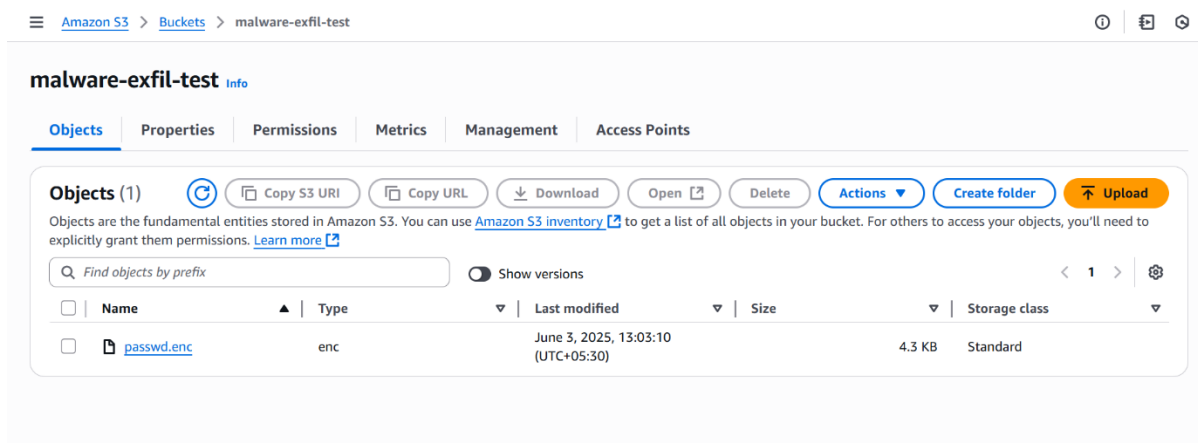 Amazon S3 > Buckets > malware-exfil-test
malware-exfil-test Info
Objects Properties Permissions Metrics Management Access Points
Objects (1) Copy S3 URI Copy URL Download Open Delete Actions Create folder Upload
Objects are the fundamental entities stored in Amazon S3. You can use Amazon S3 inventory to get a list of all objects in your bucket. For others to access your objects, you'll need to
explicitly grant them permissions. Learn more
Find objects by prefix Show versions < 1 >
Name Type Last modified Size Storage class
passwd.enc enc June 3, 2025, 13:03:10 4.3 KB Standard
(UTC+05:30)